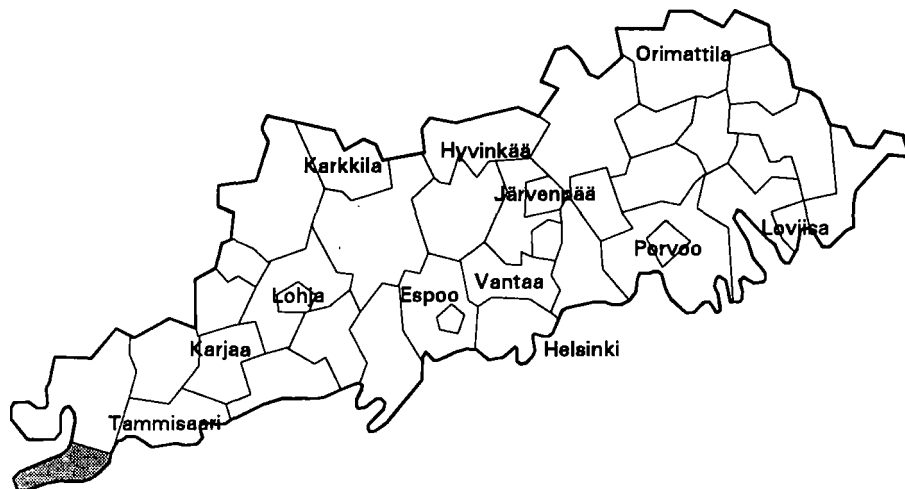 Orimattila
Karkkila
Hyvinkää
Järvenpää
Loviisa
Porvoo
Lohja
Espoo
Vantaa
Karjaa
Helsinki
Tammisaari